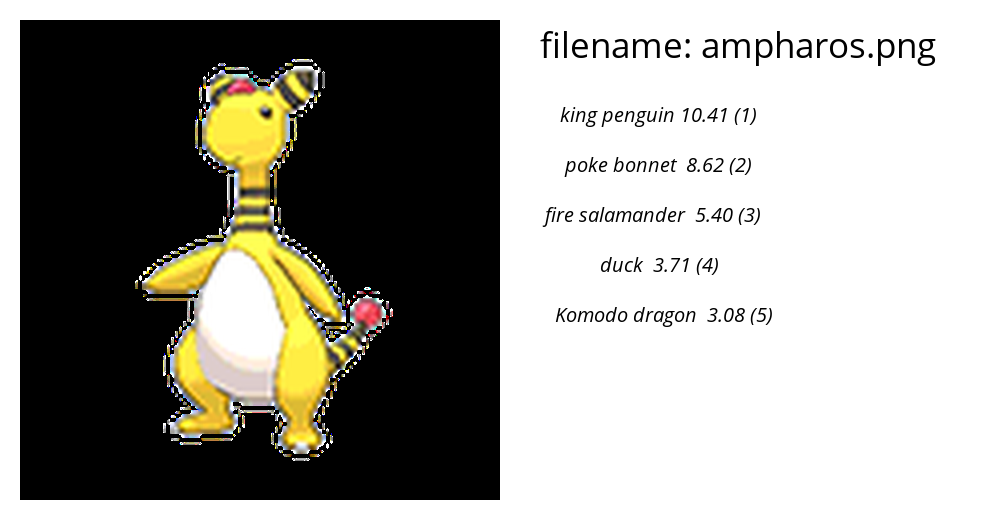 filename: ampharos.png
king penguin 10.41 (1)
poke bonnet 8.62 (2)
fire salamander 5.40 (3)
duck 3.71 (4)
Komodo dragon 3.08 (5)